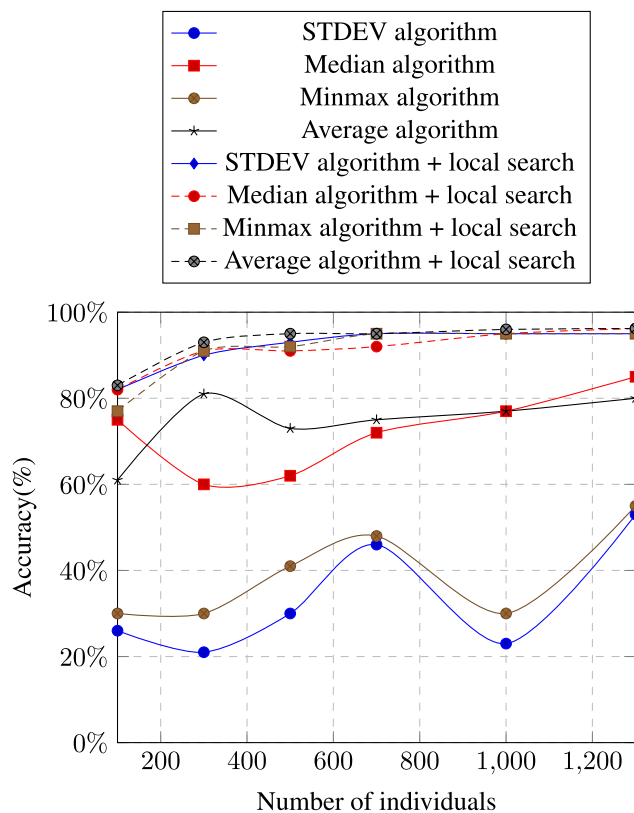 STDEV algorithm
Median algorithm
Minmax algorithm
Average algorithm
STDEV algorithm + local search
Median algorithm + local search
Minmax algorithm + local search
Average algorithm + local search
100%
80%
60%
40%
20%
0%
Accuracy(%)
200 400 600 800 1,000 1,200
Number of individuals